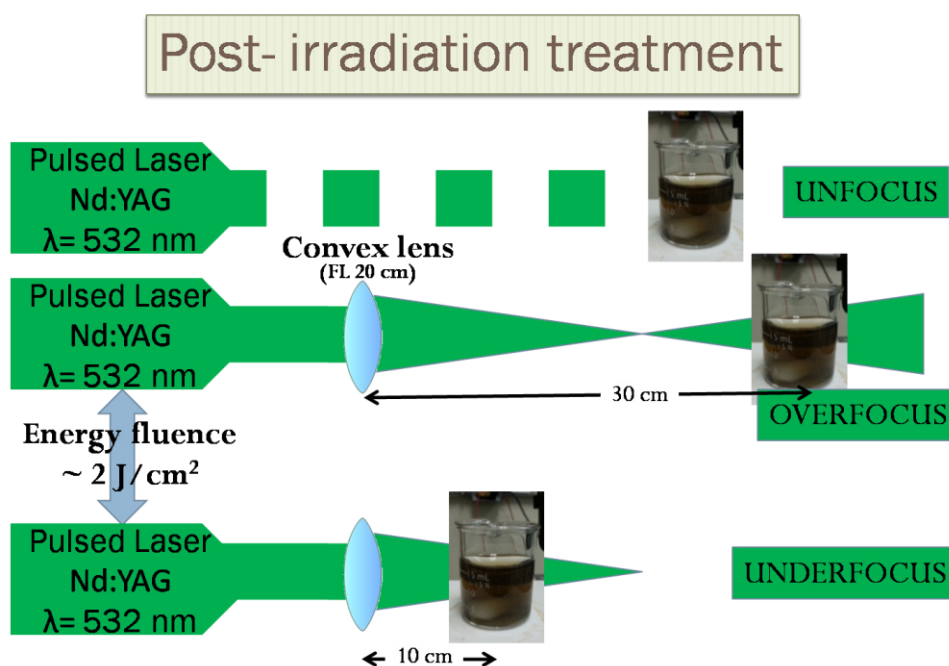 Post- irradiation treatment
Pulsed Laser
Nd:YAG
λ= 532 nm
UNFOCUS
Convex lens
(FL 20 cm)
Pulsed Laser
Nd:YAG
λ= 532 nm
30 cm
OVERFOCUS
Energy fluence
~ 2 J/cm²
Pulsed Laser
Nd:YAG
λ= 532 nm
UNDERFOCUS
10 cm